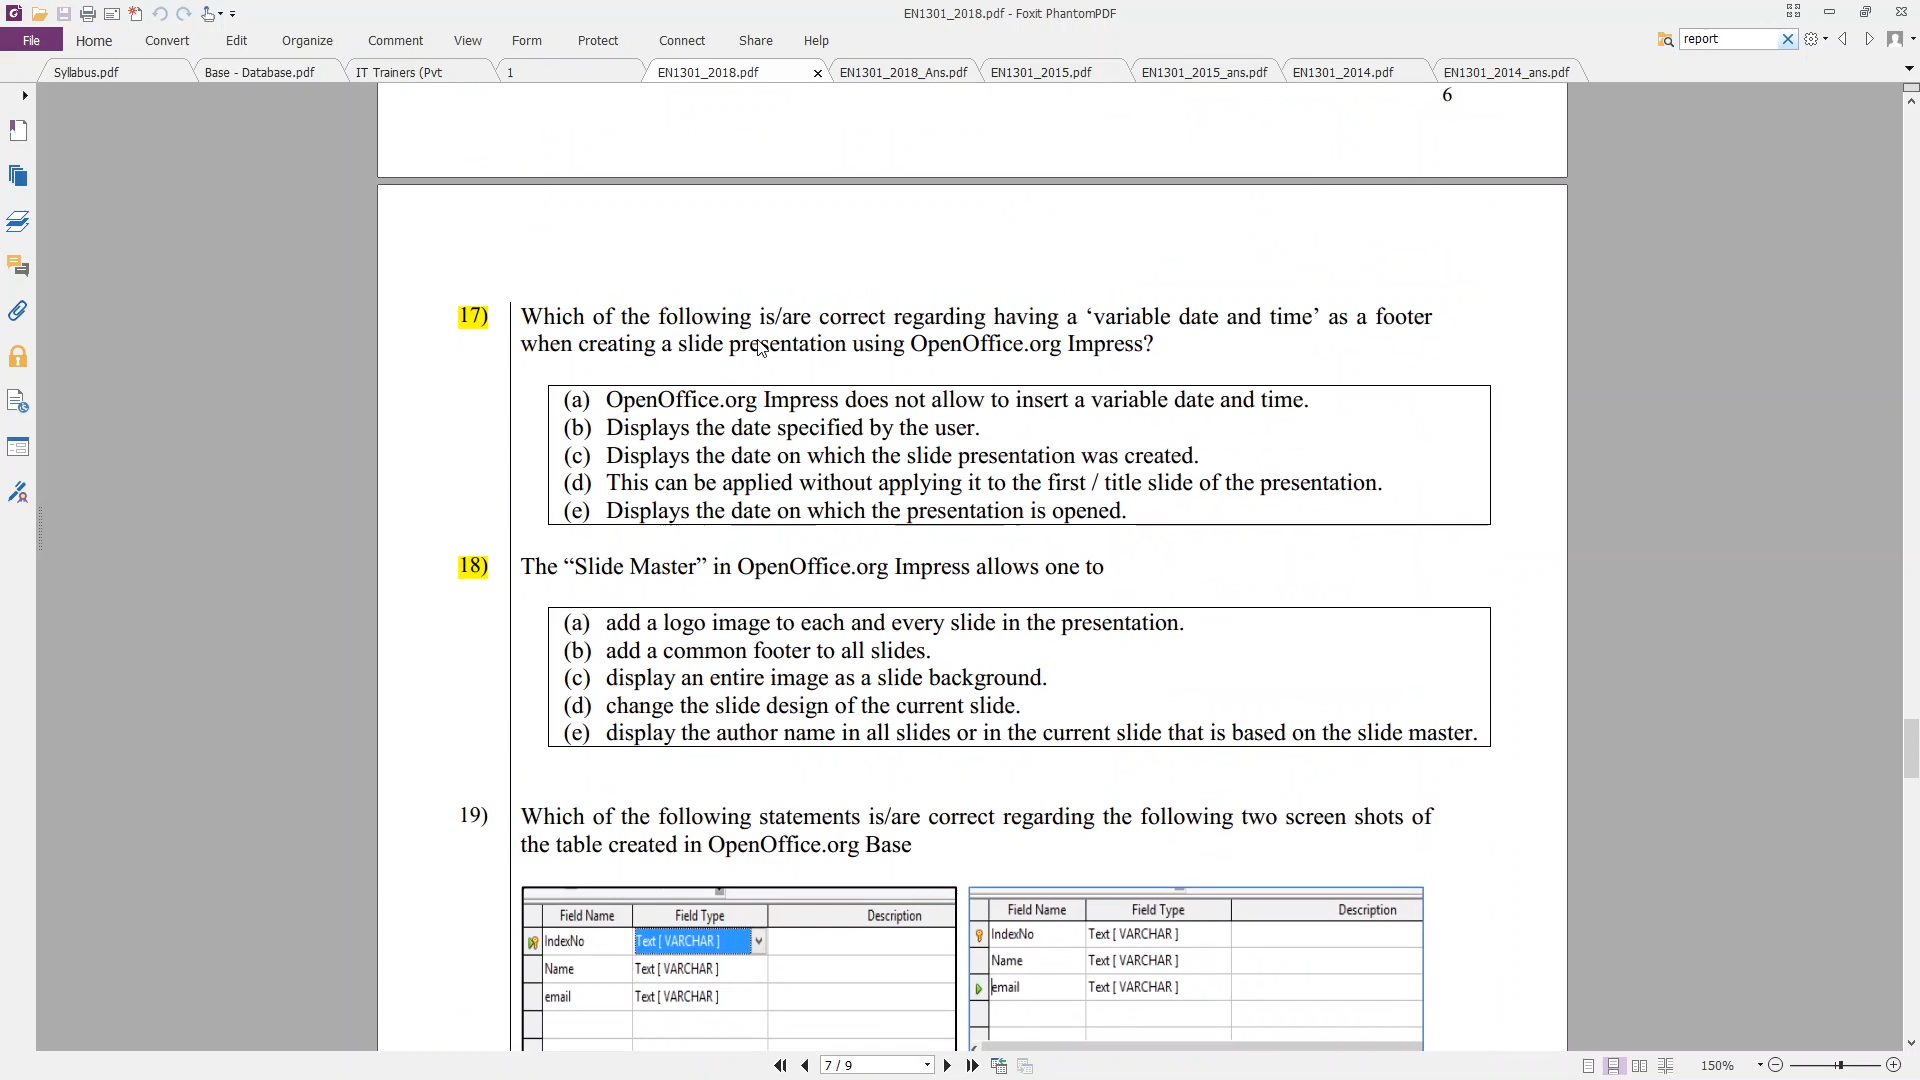 EN1301_2018.pdf - Foxit PhantomPDF
File Home Convert Edit Organize Comment View Form Protect Connect Share Help
report
Syllabus.pdf
Base - Database.pdf
IT Trainers (Pvt
1
EN1301_2018.pdf
EN1301_2018_Ans.pdf
EN1301_2015.pdf
EN1301_2015_ans.pdf
EN1301_2014.pdf
EN1301_2014_ans.pdf
6
17) Which of the following is/are correct regarding having a ‘variable date and time’ as a footer
when creating a slide presentation using OpenOffice.org Impress?
(a) OpenOffice.org Impress does not allow to insert a variable date and time.
(b) Displays the date specified by the user.
(c) Displays the date on which the slide presentation was created.
(d) This can be applied without applying it to the first / title slide of the presentation.
(e) Displays the date on which the presentation is opened.
18) The “Slide Master” in OpenOffice.org Impress allows one to
(a) add a logo image to each and every slide in the presentation.
(b) add a common footer to all slides.
(c) display an entire image as a slide background.
(d) change the slide design of the current slide.
(e) display the author name in all slides or in the current slide that is based on the slide master.
19) Which of the following statements is/are correct regarding the following two screen shots of
the table created in OpenOffice.org Base
Field Name Field Type Description
IndexNo Text [ VARCHAR ]
Name Text [ VARCHAR ]
email Text [ VARCHAR ]
Field Name Field Type Description
IndexNo Text [ VARCHAR ]
Name Text [ VARCHAR ]
email Text [ VARCHAR ]
7 / 9
150%